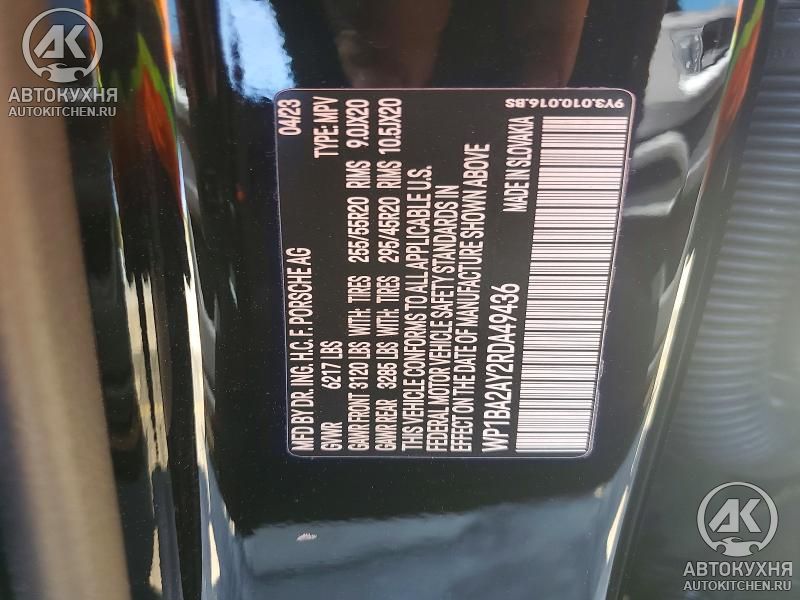 АВТОКУХНЯ
AUTOKITCHEN.RU
MFD BY DR. ING. H.C. F. PORSCHE AG 04/23
GVWR 6217 LBS TYPE: MPV
GAWR FRONT 3120 LBS WITH: TIRES 265/55R20 RIMS 9.0JX20
GAWR REAR 3285 LBS WITH: TIRES 295/45R20 RIMS 10.5JX20
THIS VEHICLE CONFORMS TO ALL APPLICABLE U.S.
FEDERAL MOTOR VEHICLE SAFETY STANDARDS IN
EFFECT ON THE DATE OF MANUFACTURE SHOWN ABOVE
WP1BA2AY2RDA49436 MADE IN SLOVAKIA
9Y3.010.016.BS
АВТОКУХНЯ
AUTOKITCHEN.RU